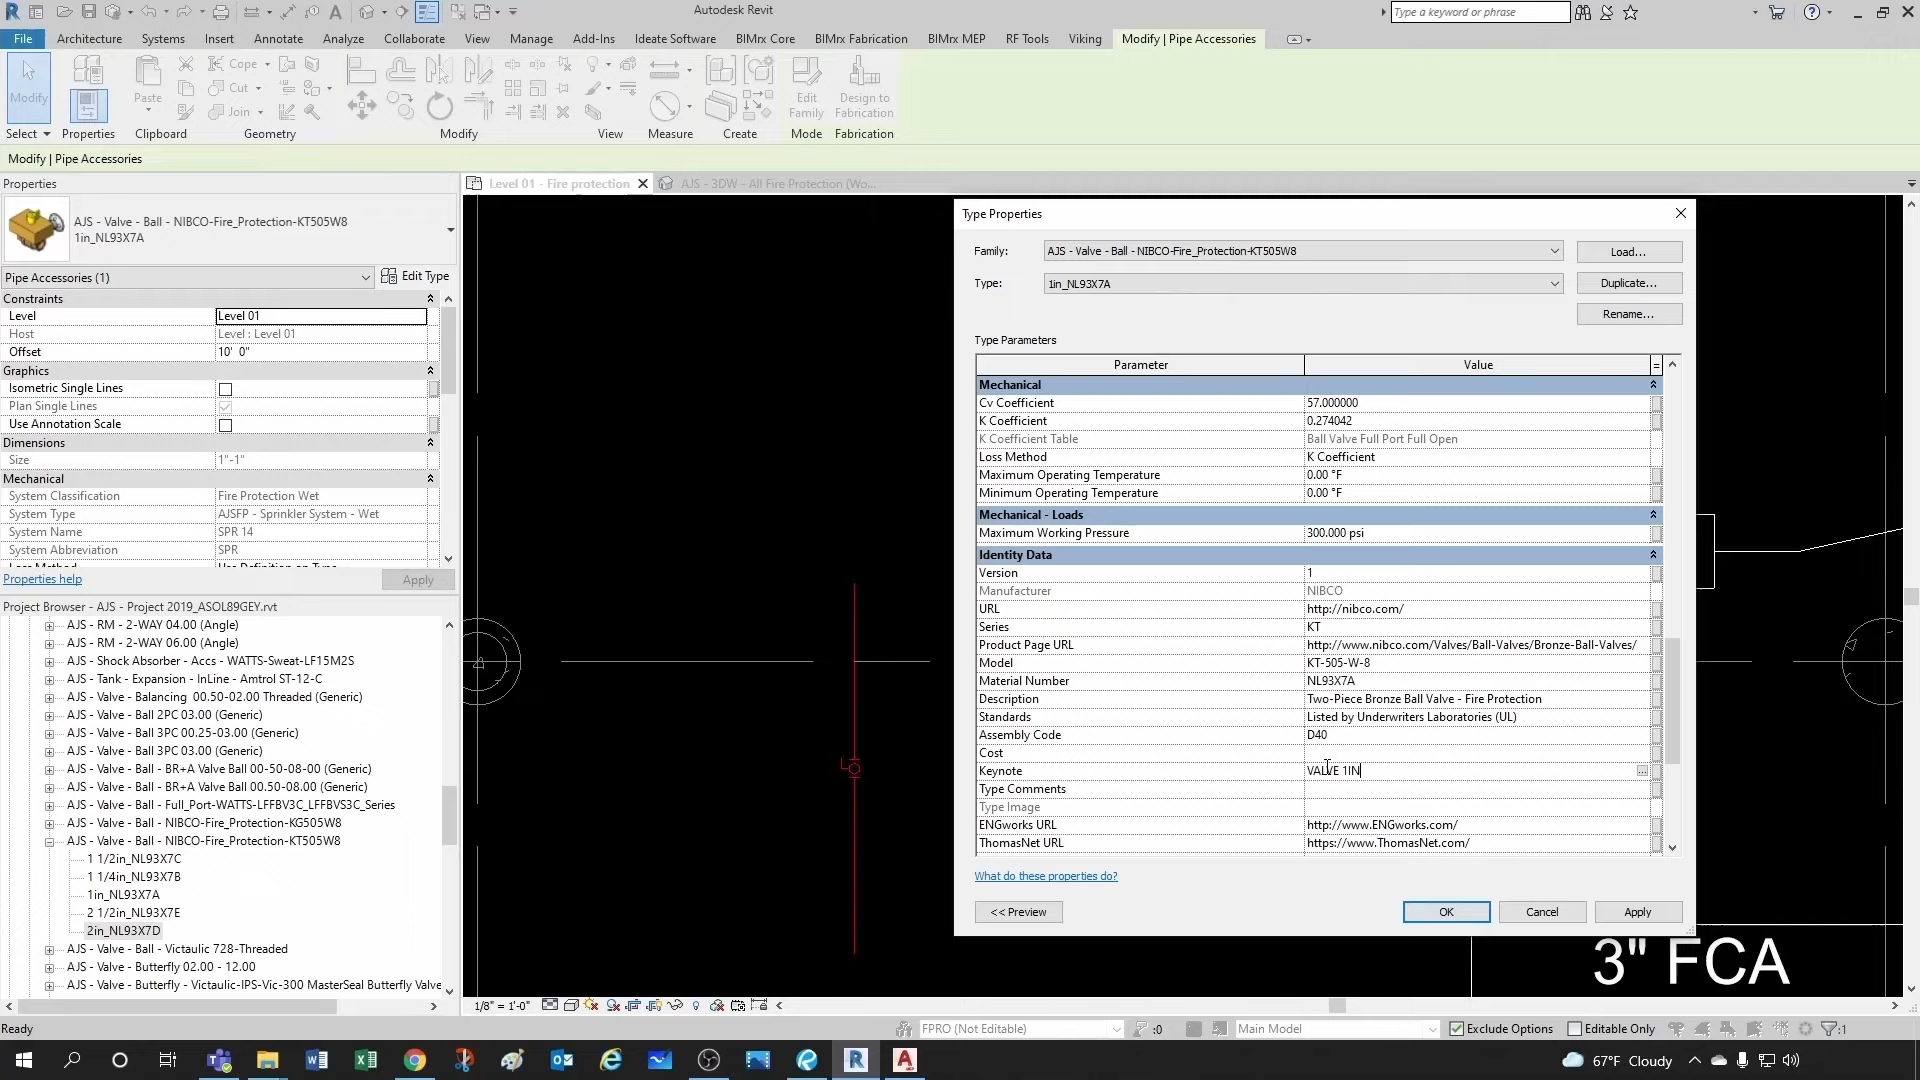 Autodesk Revit
Type a keyword or phrase
File Architecture Systems Insert Annotate Analyze Collaborate View Manage Add-Ins Ideate Software BIMrx Core BIMrx Fabrication BIMrx MEP RF Tools Viking Modify | Pipe Accessories
Modify Paste Cope Cut Join Edit Family Design to Fabrication
Select Properties Clipboard Geometry Modify View Measure Create Mode Fabrication
Modify | Pipe Accessories
Properties
AJS - Valve - Ball - NIBCO-Fire_Protection-KT505W8
1in_NL93X7A
Pipe Accessories (1) Edit Type
Constraints
Level Level 01
Host Level : Level 01
Offset 10' 0"
Graphics
Isometric Single Lines
Plan Single Lines
Use Annotation Scale
Dimensions
Size 1"-1"
Mechanical
System Classification Fire Protection Wet
System Type AJSFP - Sprinkler System - Wet
System Name SPR 14
System Abbreviation SPR
Properties help Apply
Project Browser - AJS - Project 2019_ASOL89GEY.rvt
AJS - RM - 2-WAY 04.00 (Angle)
AJS - RM - 2-WAY 06.00 (Angle)
AJS - Shock Absorber - Accs - WATTS-Sweat-LF15M2S
AJS - Tank - Expansion - InLine - Amtrol ST-12-C
AJS - Valve - Balancing 00.50-02.00 Threaded (Generic)
AJS - Valve - Ball 2PC 03.00 (Generic)
AJS - Valve - Ball 3PC 00.25-03.00 (Generic)
AJS - Valve - Ball 3PC 03.00 (Generic)
AJS - Valve - Ball - BR+A Valve Ball 00-50-08-00 (Generic)
AJS - Valve - Ball - BR+A Valve Ball 00-50-08.00 (Generic)
AJS - Valve - Ball - Full_Port-WATTS-LFFBV3C_LFFBVS3C_Series
AJS - Valve - Ball - NIBCO-Fire_Protection-KG505W8
AJS - Valve - Ball - NIBCO-Fire_Protection-KT505W8
1 1/2in_NL93X7C
1 1/4in_NL93X7B
1in_NL93X7A
2 1/2in_NL93X7E
2in_NL93X7D
AJS - Valve - Ball - Victaulic 728-Threaded
AJS - Valve - Butterfly 02.00 - 12.00
AJS - Valve - Butterfly - Victaulic-IPS-Vic-300 MasterSeal Butterfly Valve
Level 01 - Fire protection
AJS - 3DW - All Fire Protection (Wo...
Type Properties
Family: AJS - Valve - Ball - NIBCO-Fire_Protection-KT505W8 Load...
Type: 1in_NL93X7A Duplicate...
Rename...
Type Parameters
Parameter Value =
Mechanical
Cv Coefficient 57.000000
K Coefficient 0.274042
K Coefficient Table Ball Valve Full Port Full Open
Loss Method K Coefficient
Maximum Operating Temperature 0.00 °F
Minimum Operating Temperature 0.00 °F
Mechanical - Loads
Maximum Working Pressure 300.000 psi
Identity Data
Version 1
Manufacturer NIBCO
URL http://nibco.com/
Series KT
Product Page URL http://www.nibco.com/Valves/Ball-Valves/Bronze-Ball-Valves/
Model KT-505-W-8
Material Number NL93X7A
Description Two-Piece Bronze Ball Valve - Fire Protection
Standards Listed by Underwriters Laboratories (UL)
Assembly Code D40
Cost
Keynote VALVE 1IN
Type Comments
Type Image
ENGworks URL http://www.ENGworks.com/
ThomasNet URL https://www.ThomasNet.com/
What do these properties do?
<< Preview OK Cancel Apply
3" FCA
1/8" = 1'-0"
Ready FPRO (Not Editable) :0 Main Model Exclude Options Editable Only :1
67°F Cloudy